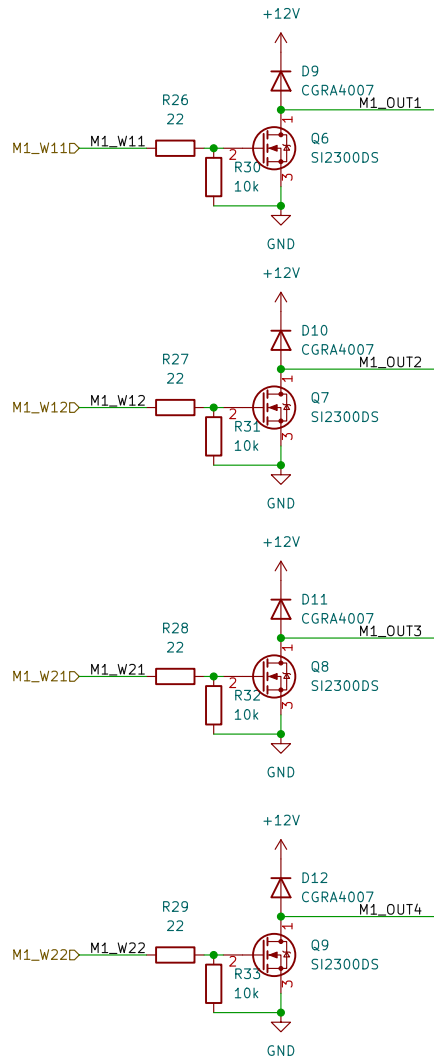 +12V
D9
CGRA4007
R26
22
M1_OUT1
1
M1_W11
M1_W11
Q6
SI2300DS
2
R30
10k
3
GND
+12V
D10
CGRA4007
R27
22
M1_OUT2
1
M1_W12
M1_W12
Q7
SI2300DS
2
R31
10k
3
GND
+12V
D11
CGRA4007
R28
22
M1_OUT3
1
M1_W21
M1_W21
Q8
SI2300DS
2
R32
10k
3
GND
+12V
D12
CGRA4007
R29
22
M1_OUT4
1
M1_W22
M1_W22
Q9
SI2300DS
2
R33
10k
3
GND